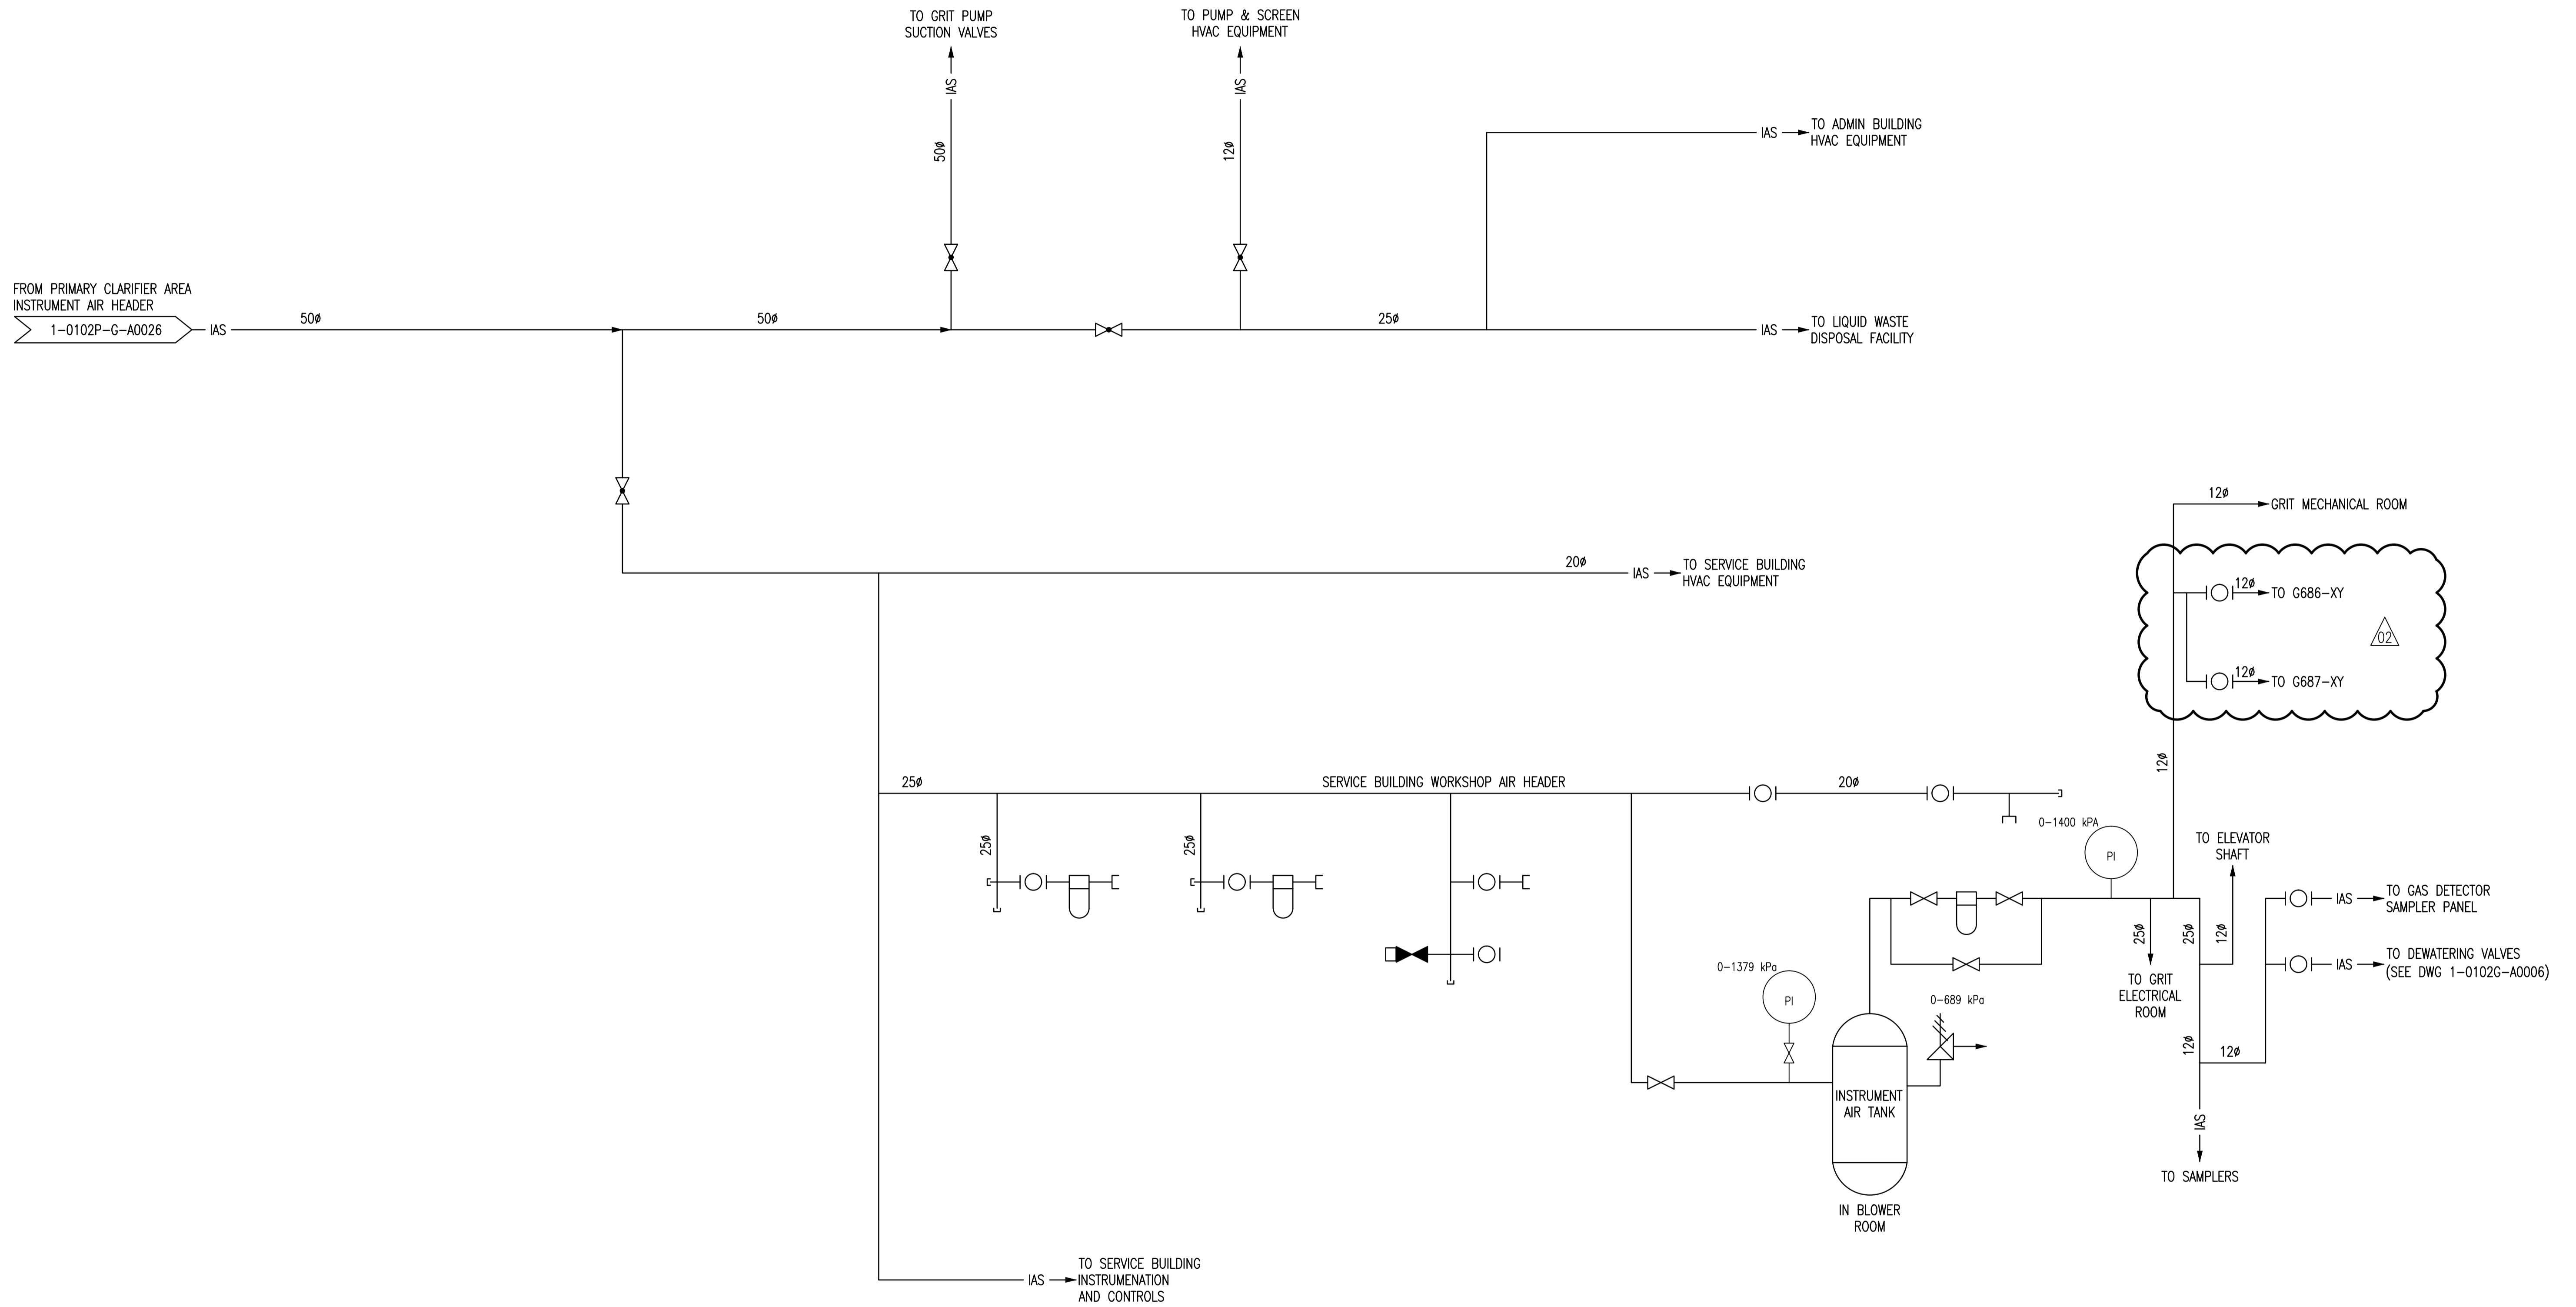 TO GRIT PUMP
SUCTION VALVES
TO PUMP & SCREEN
HVAC EQUIPMENT
IAS
IAS
50ø
12ø
IAS
TO ADMIN BUILDING
HVAC EQUIPMENT
FROM PRIMARY CLARIFIER AREA
INSTRUMENT AIR HEADER
1-0102P-G-A0026
IAS
50ø
50ø
25ø
IAS
TO LIQUID WASTE
DISPOSAL FACILITY
12ø
GRIT MECHANICAL ROOM
20ø
IAS
TO SERVICE BUILDING
HVAC EQUIPMENT
12ø
TO G686-XY
02
12ø
TO G687-XY
12ø
25ø
SERVICE BUILDING WORKSHOP AIR HEADER
20ø
25ø
25ø
0-1400 kPA
PI
TO ELEVATOR
SHAFT
25ø
25ø
12ø
IAS
TO GAS DETECTOR
SAMPLER PANEL
IAS
TO DEWATERING VALVES
(SEE DWG 1-0102G-A0006)
TO GRIT
ELECTRICAL
ROOM
0-1379 kPa
PI
0-689 kPa
12ø
12ø
INSTRUMENT
AIR TANK
IAS
TO SAMPLERS
IN BLOWER
ROOM
IAS
TO SERVICE BUILDING
INSTRUMENATION
AND CONTROLS